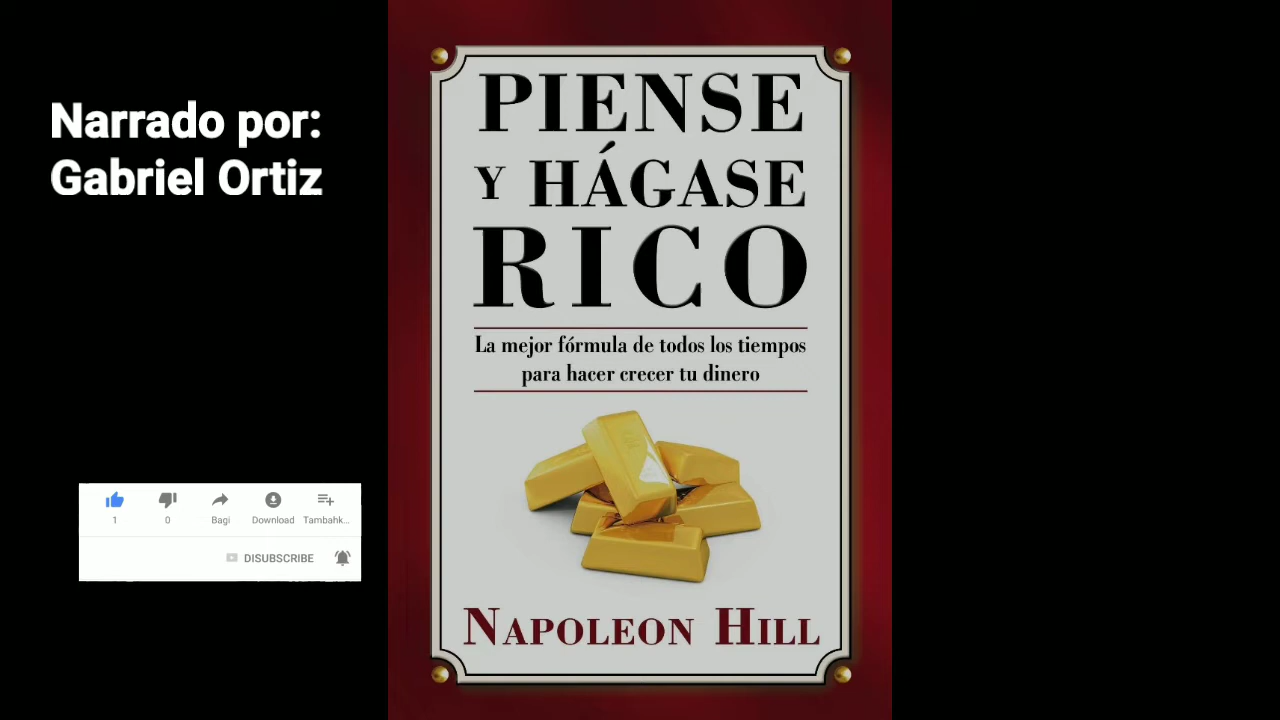 Narrado por:
Gabriel Ortiz
PIENSE
Y HÁGASE
RICO
La mejor fórmula de todos los tiempos
para hacer crecer tu dinero
NAPOLEON HILL
1
0
Bagi
Download
Tambahk...
DISUBSCRIBE